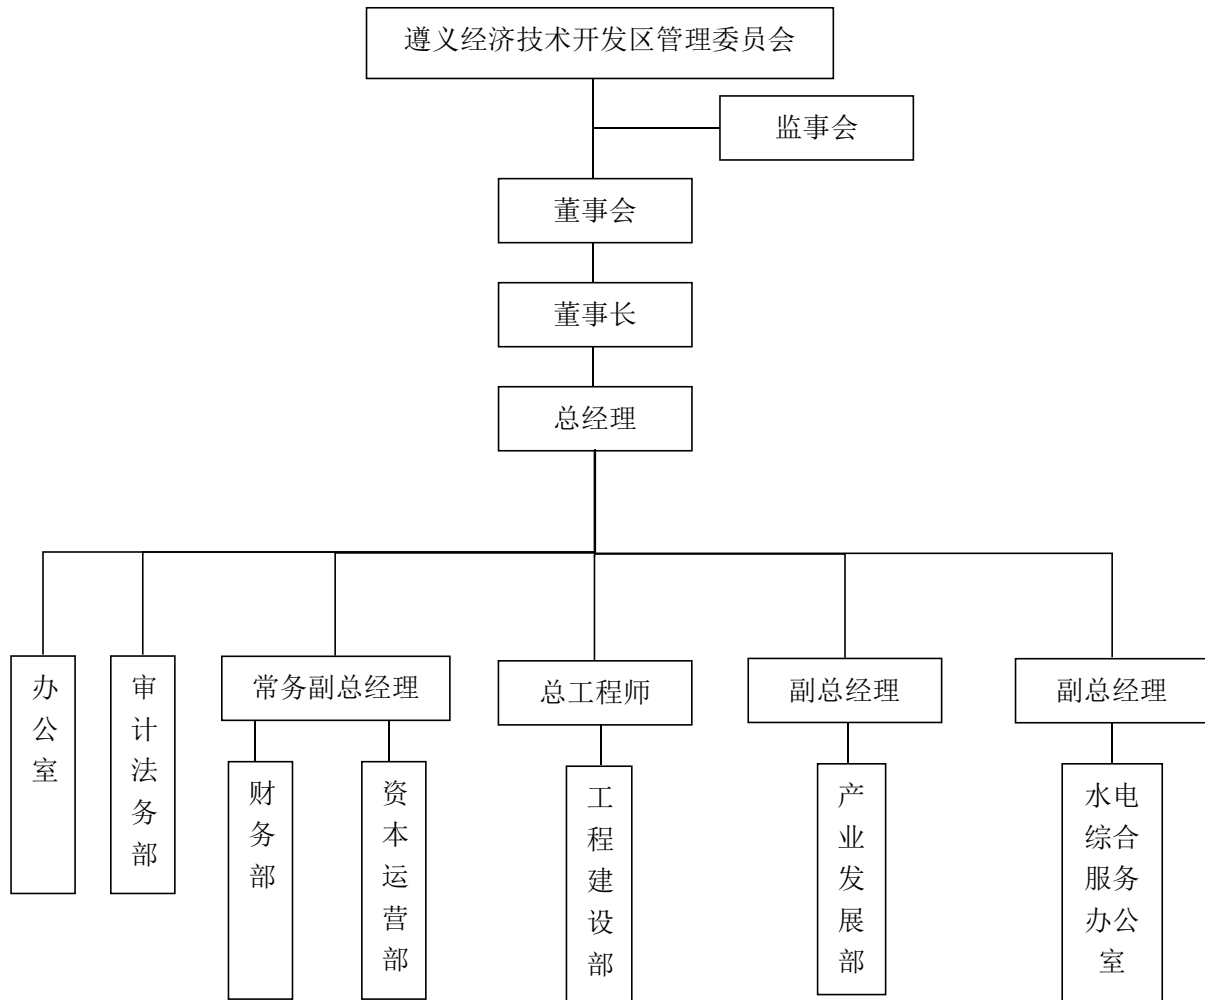 遵义经济技术开发区管理委员会
监事会
董事会
董事长
总经理
办公室
审计法务部
常务副总经理
总工程师
副总经理
副总经理
财务部
资本运营部
工程建设部
产业发展部
水电
综合
服务
办公
室